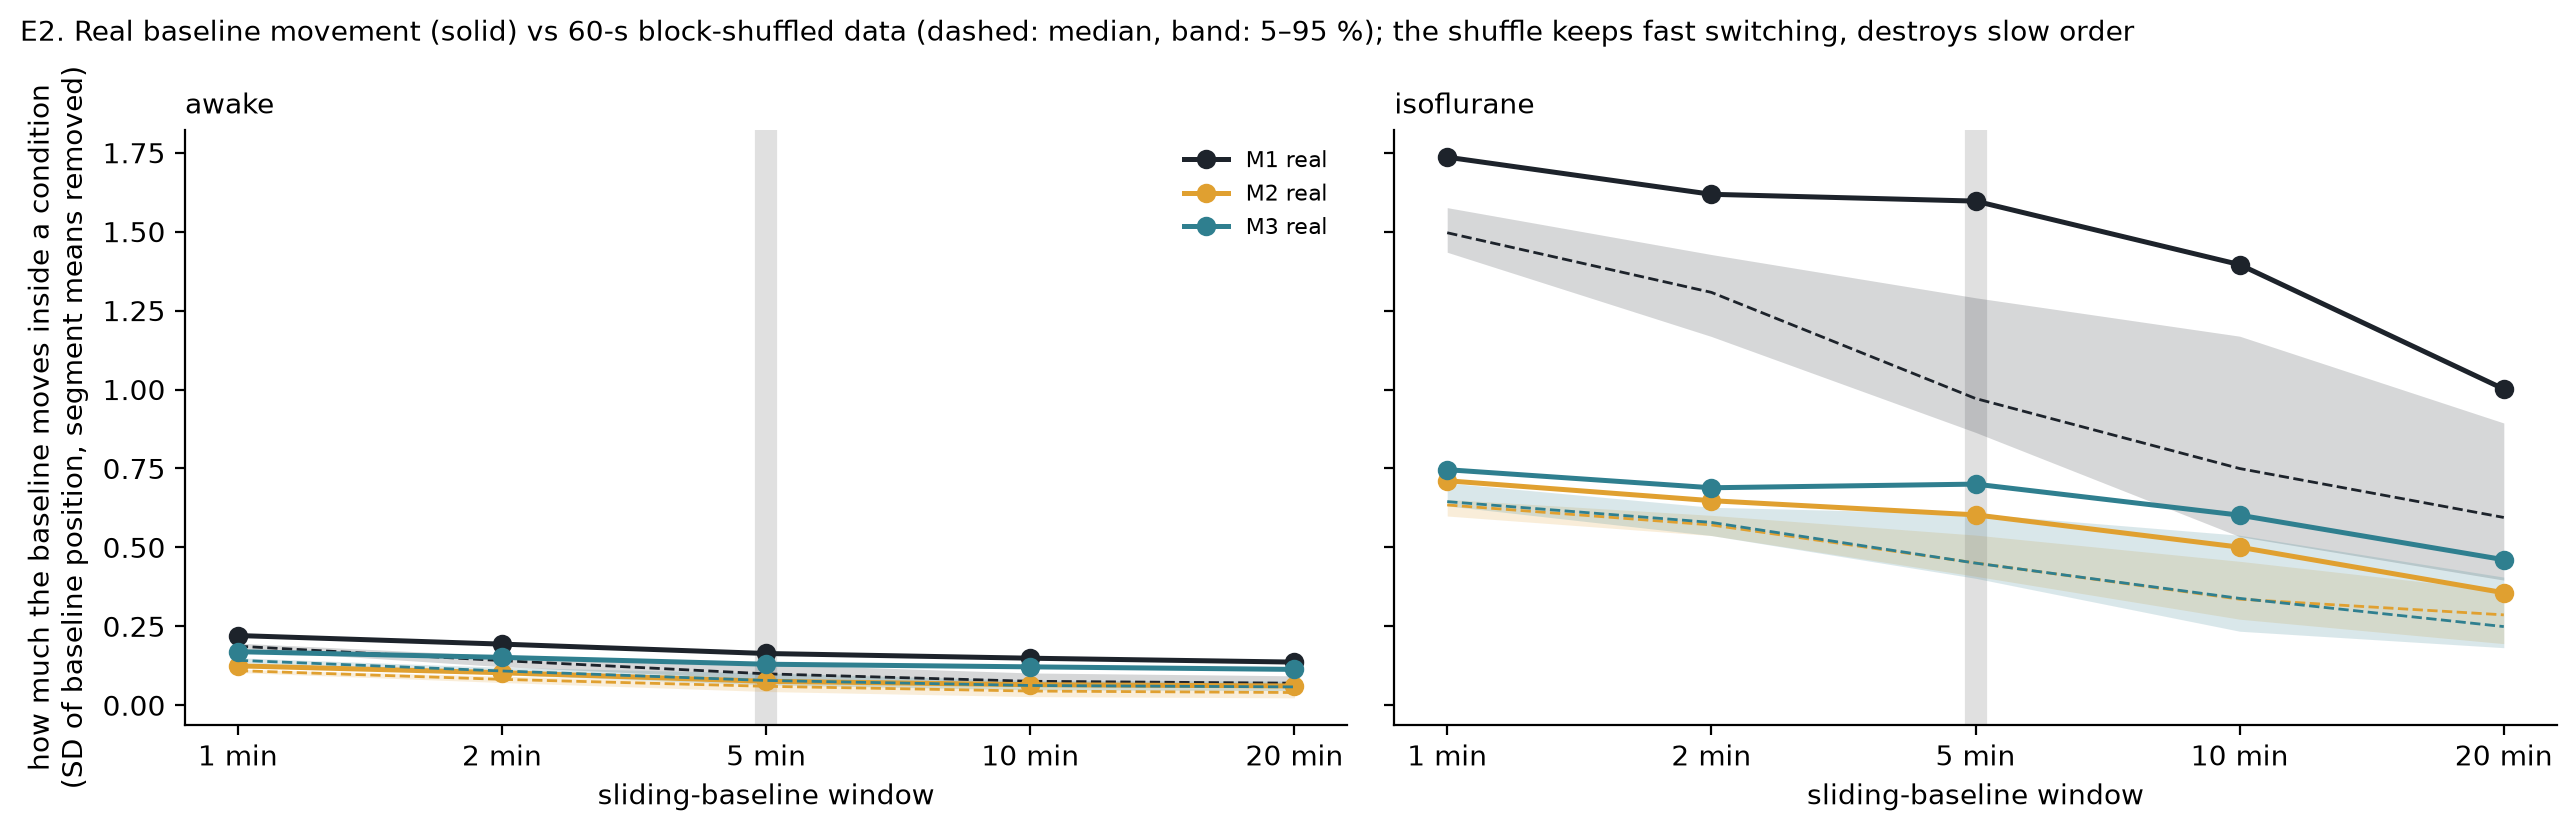 E2. Real baseline movement (solid) vs 60-s block-shuffled data (dashed: median, band: 5–95 %); the shuffle keeps fast switching, destroys slow order
how much the baseline moves inside a condition
(SD of baseline position, segment means removed)
awake
1.75
1.50
1.25
1.00
0.75
0.50
0.25
0.00
M1 real
M2 real
M3 real
1 min
2 min
5 min
10 min
20 min
sliding-baseline window
isoflurane
1 min
2 min
5 min
10 min
20 min
sliding-baseline window